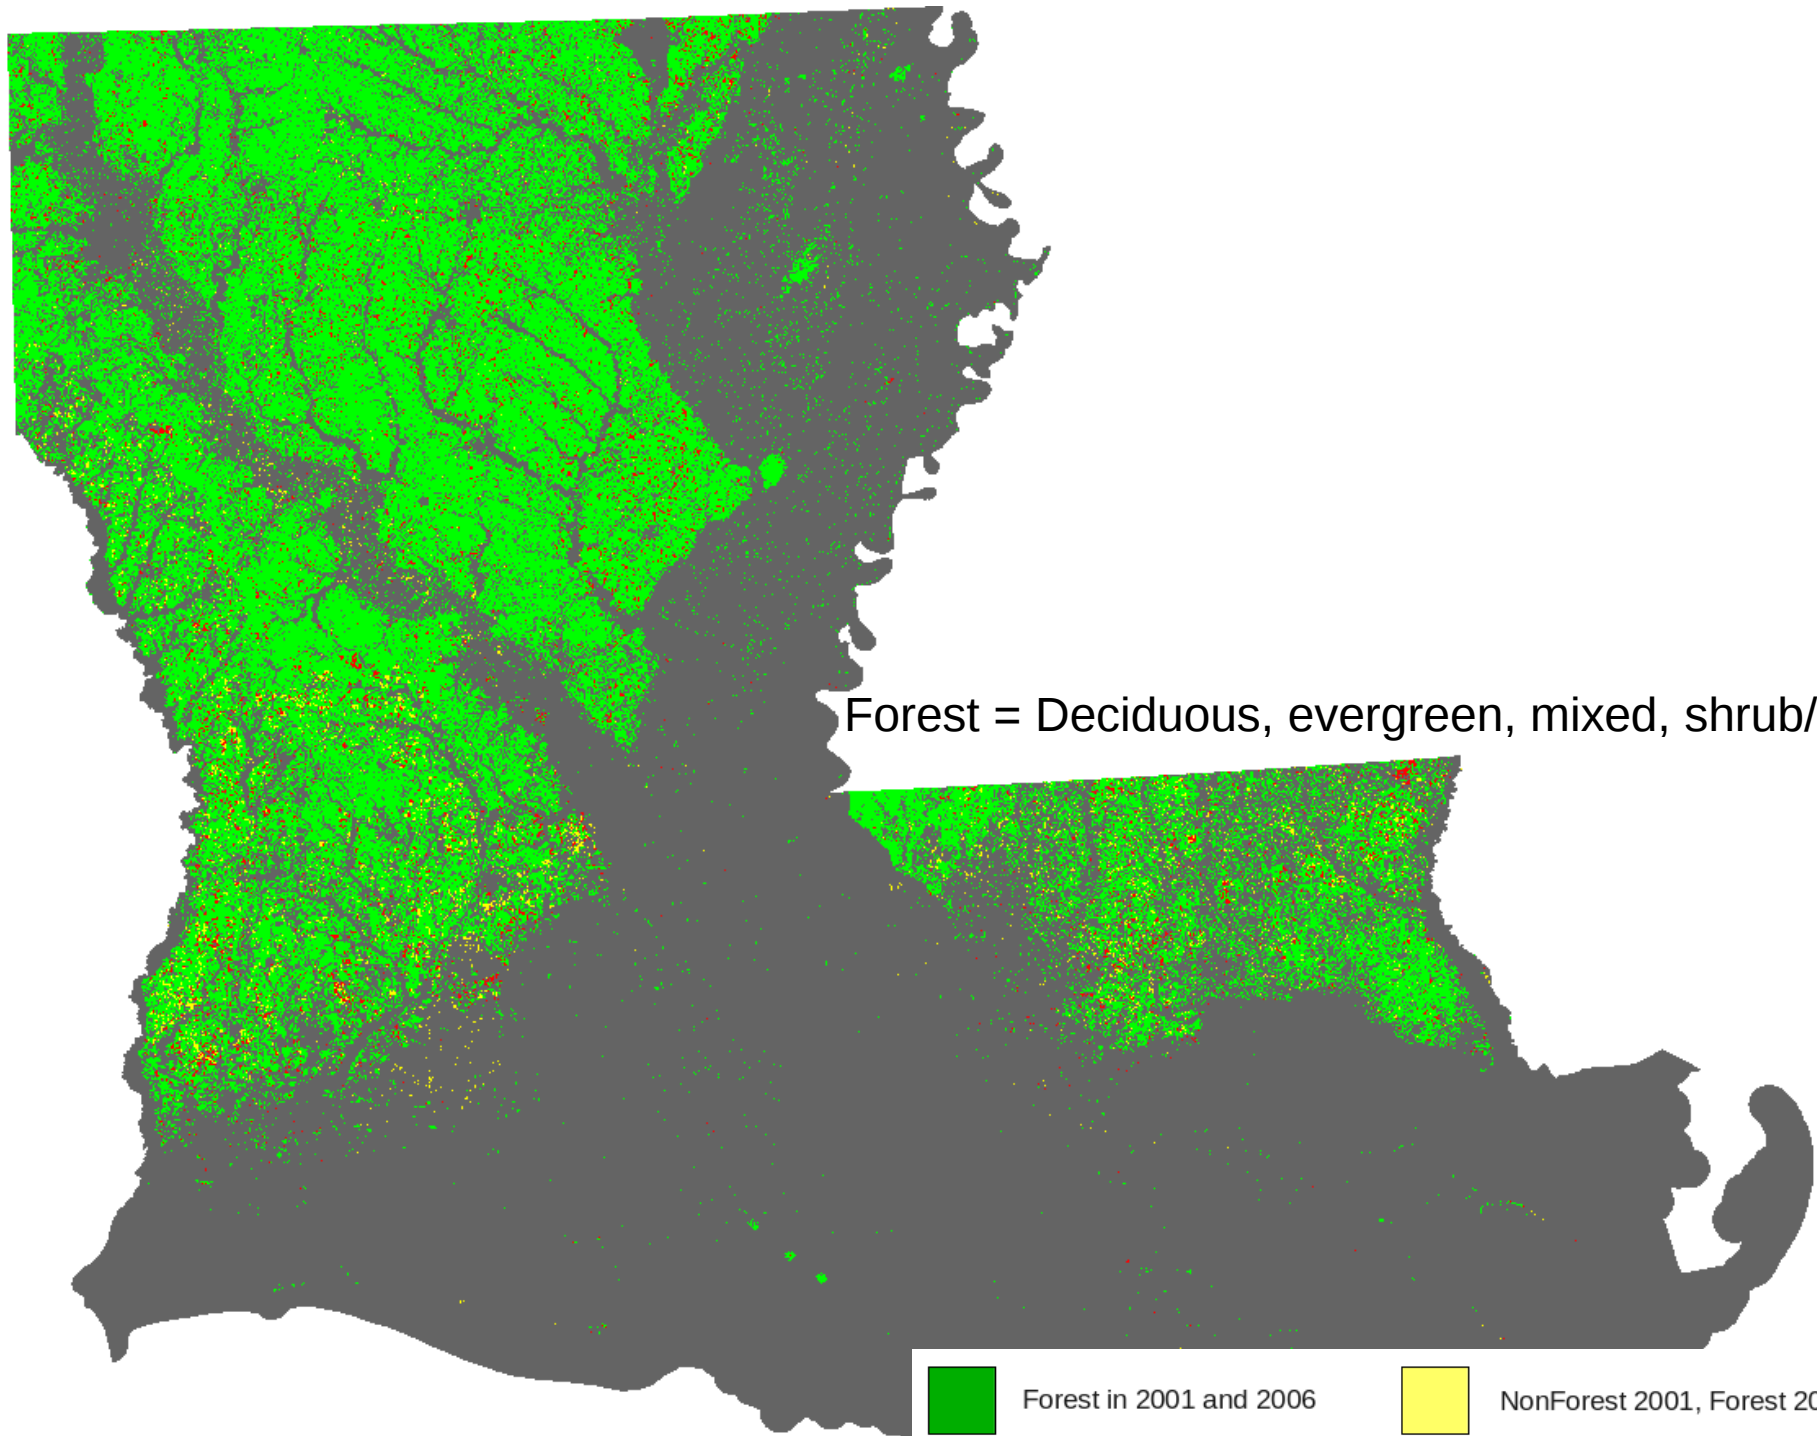 Forest = Deciduous, evergreen, mixed, shrub/
Forest in 2001 and 2006
NonForest 2001, Forest 20